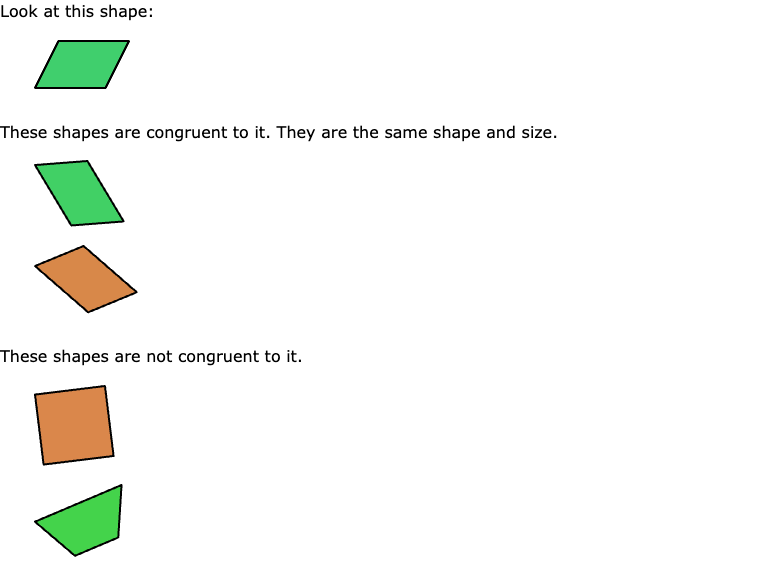 Look at this shape:
These shapes are congruent to it. They are the same shape and size.
These shapes are not congruent to it.